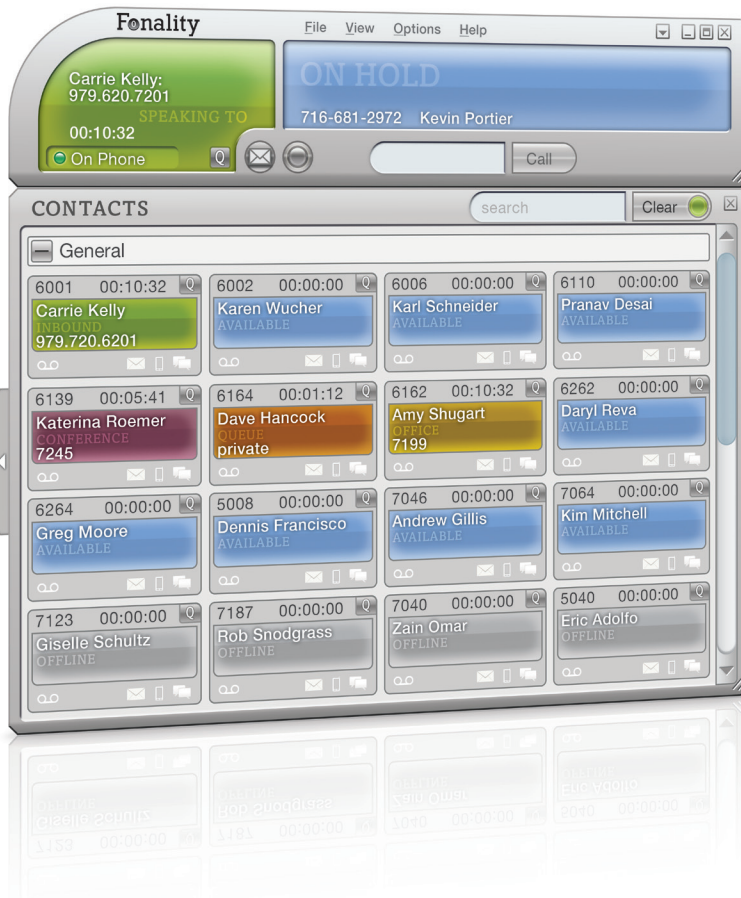 Fonality
File View Options Help
Carrie Kelly:
979.620.7201
SPEAKING TO
00:10:32
On Phone
Q
ON HOLD
716-681-2972 Kevin Portier
Call
CONTACTS
search
Clear
General
6001 00:10:32 Q
Carrie Kelly
INBOUND
979.720.6201
6002 00:00:00 Q
Karen Wucher
AVAILABLE
6006 00:00:00 Q
Karl Schneider
AVAILABLE
6110 00:00:00 Q
Pranav Desai
AVAILABLE
6139 00:05:41 Q
Katerina Roemer
CONFERENCE
7245
6164 00:01:12 Q
Dave Hancock
QUEUE
private
6162 00:10:32 Q
Amy Shugart
OFFICE
7199
6262 00:00:00 Q
Daryl Reva
AVAILABLE
6264 00:00:00 Q
Greg Moore
AVAILABLE
5008 00:00:00 Q
Dennis Francisco
AVAILABLE
7046 00:00:00 Q
Andrew Gillis
AVAILABLE
7064 00:00:00 Q
Kim Mitchell
AVAILABLE
7123 00:00:00 Q
Giselle Schultz
OFFLINE
7187 00:00:00 Q
Rob Snodgrass
OFFLINE
7040 00:00:00 Q
Zain Omar
OFFLINE
5040 00:00:00 Q
Eric Adolfo
OFFLINE